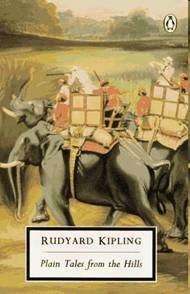 RUDYARD KIPLING
Plain Tales from the Hills